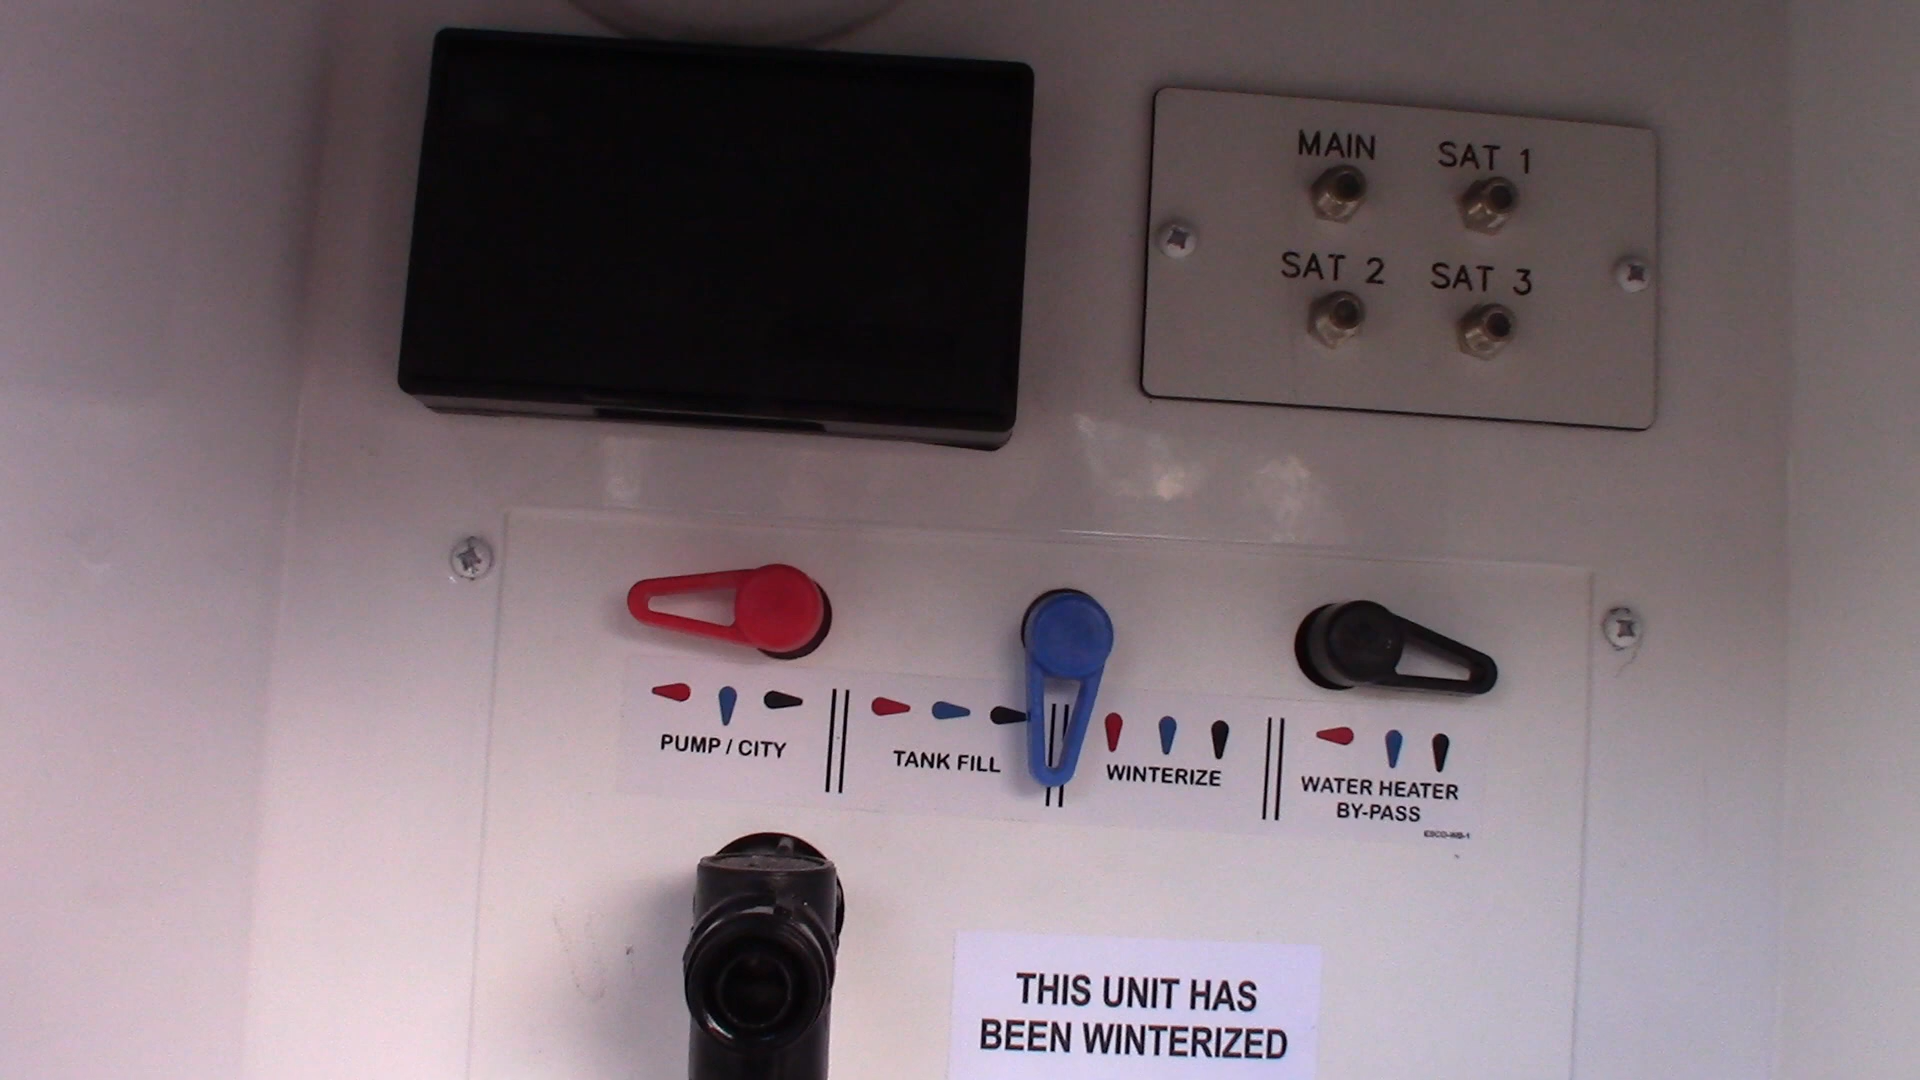 MAIN SAT 1
SAT 2 SAT 3
PUMP / CITY
TANK FILL
WINTERIZE
WATER HEATER
BY-PASS
THIS UNIT HAS
BEEN WINTERIZED